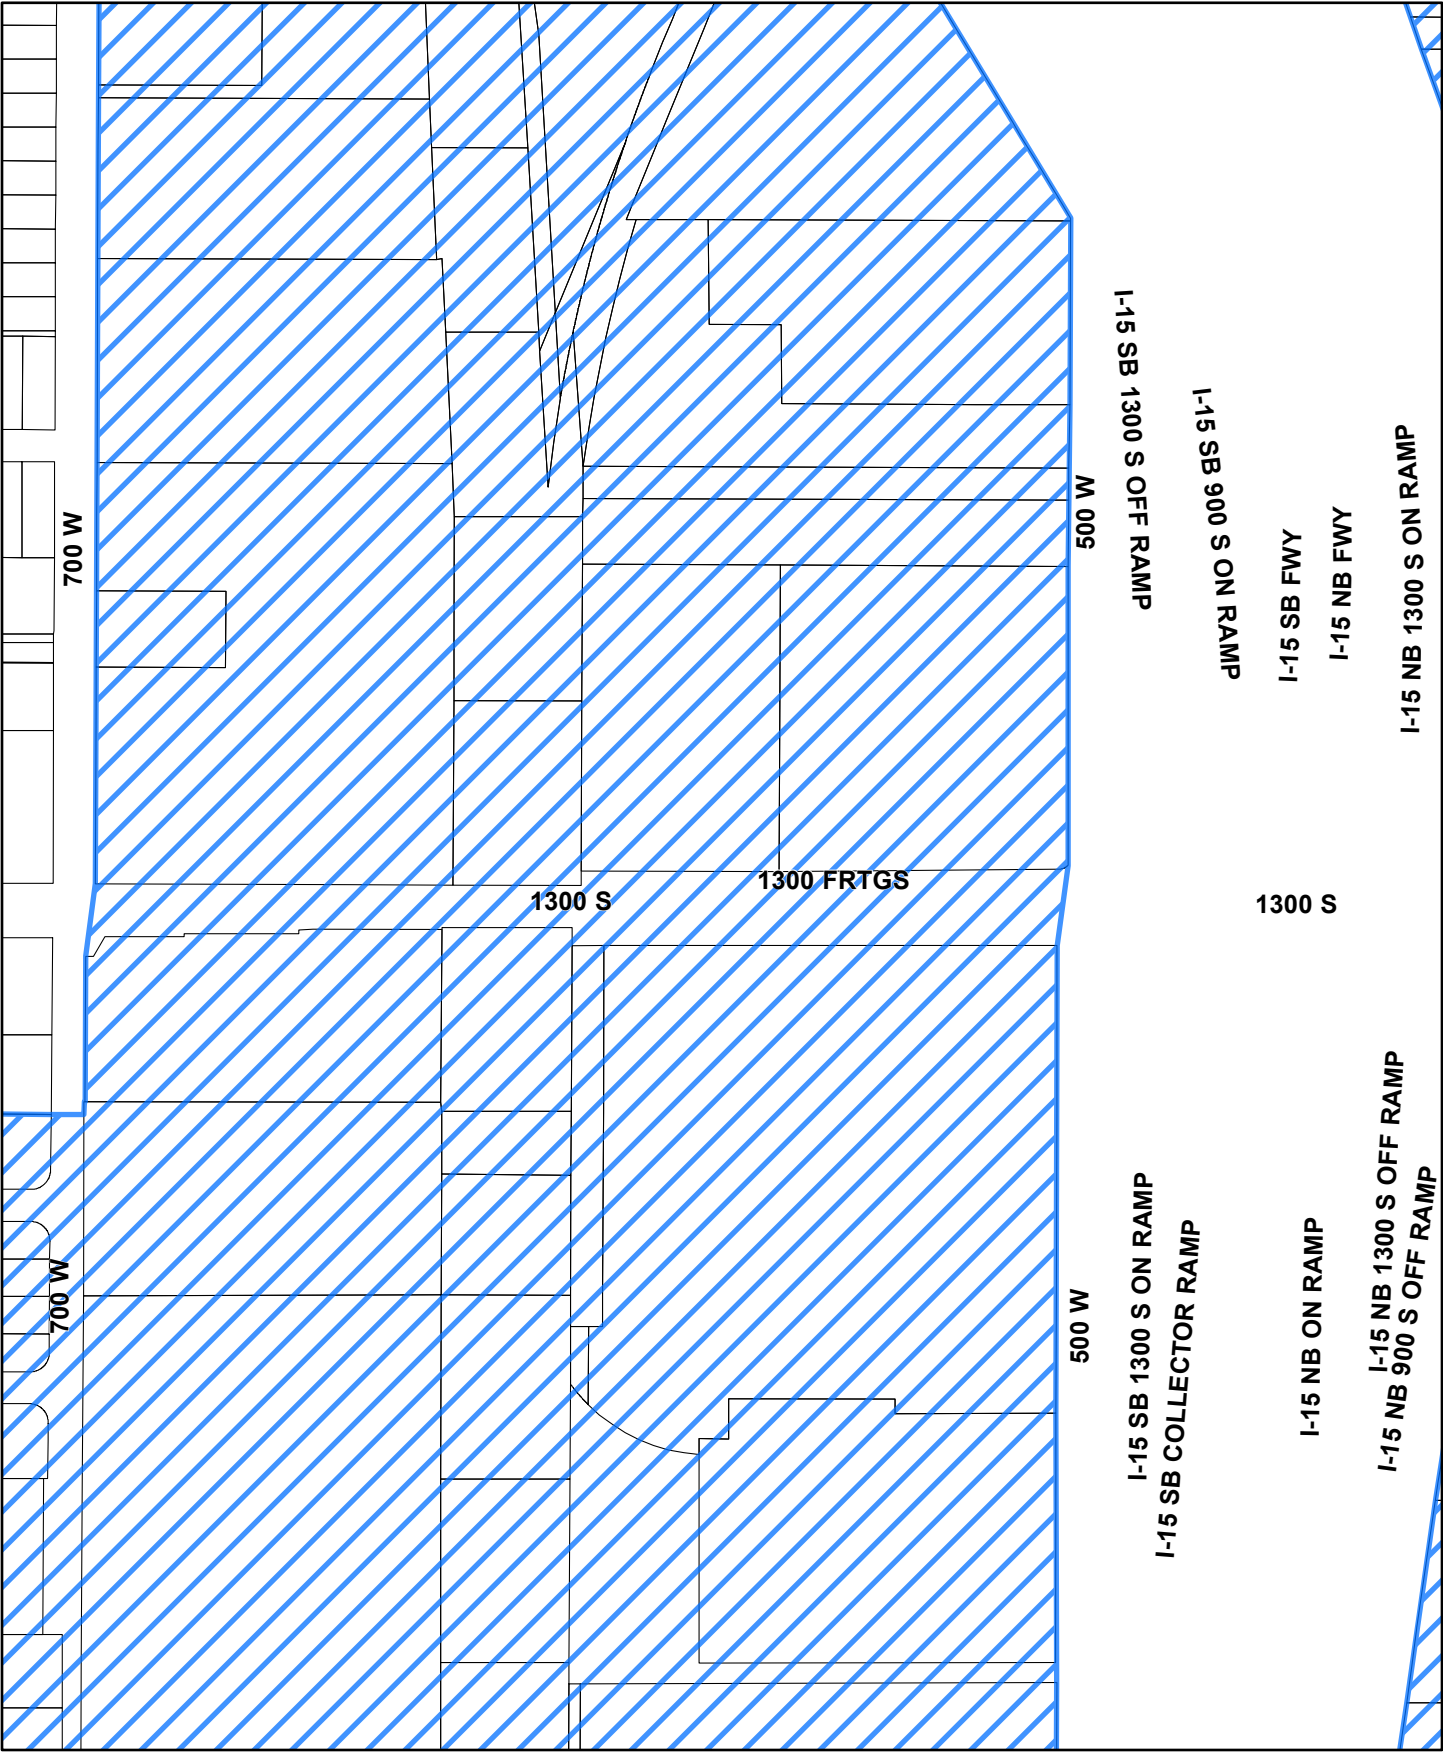 I-15 SB 1300 S OFF RAMP
I-15 SB 900 S ON RAMP
I-15 NB 1300 S ON RAMP
700 W
500 W
I-15 SB FWY
I-15 NB FWY
1300 FRTGS
1300 S
1300 S
I-15 NB 1300 S OFF RAMP
I-15 NB 900 S OFF RAMP
I-15 SB 1300 S ON RAMP
I-15 SB COLLECTOR RAMP
I-15 NB ON RAMP
700 W
500 W